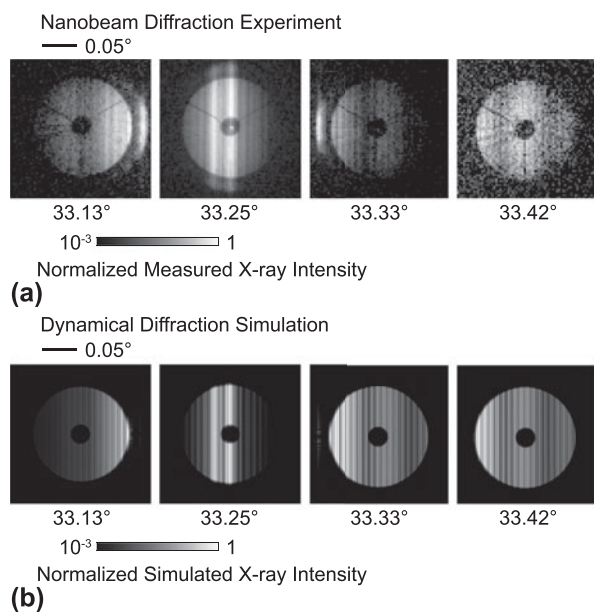 Nanobeam Diffraction Experiment
0.05°
33.13° 33.25° 33.33° 33.42°
10-3 1
Normalized Measured X-ray Intensity
(a)
Dynamical Diffraction Simulation
0.05°
33.13° 33.25° 33.33° 33.42°
10-3 1
Normalized Simulated X-ray Intensity
(b)